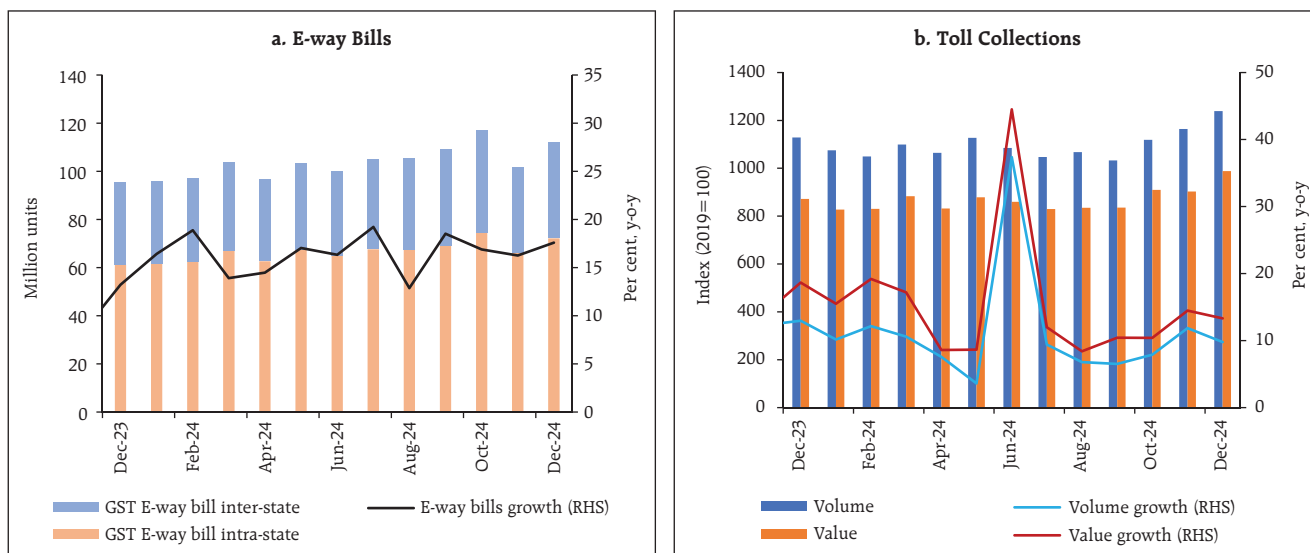 a. E-way Bills
140
120
100
80
60
40
20
0
Million units
35
30
25
20
15
10
5
0
Per cent, y-o-y
Dec-23
Feb-24
Apr-24
Jun-24
Aug-24
Oct-24
Dec-24
GST E-way bill inter-state
E-way bills growth (RHS)
GST E-way bill intra-state
b. Toll Collections
1400
1200
1000
800
600
400
200
0
Index (2019=100)
50
40
30
20
10
0
Per cent, y-o-y
Dec-23
Feb-24
Apr-24
Jun-24
Aug-24
Oct-24
Dec-24
Volume
Volume growth (RHS)
Value
Value growth (RHS)